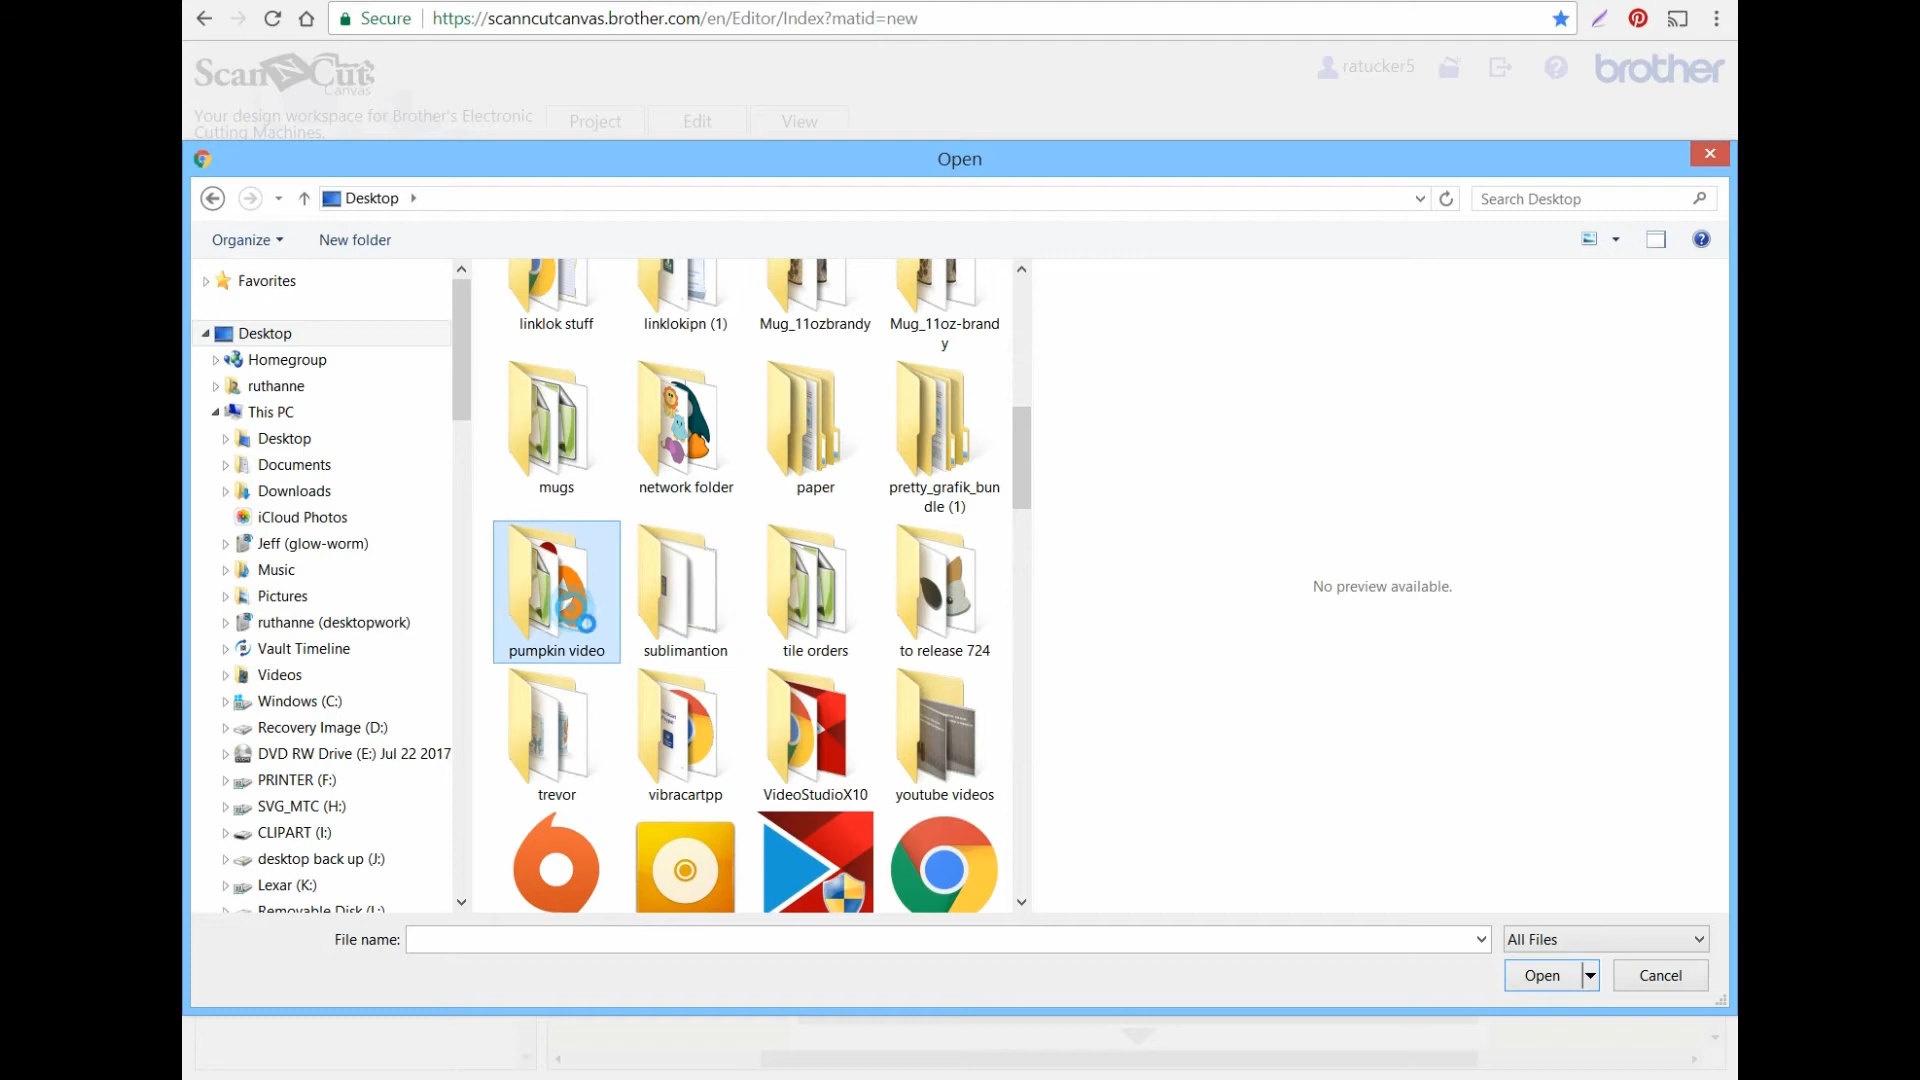 Secure
https://scanncutcanvas.brother.com/en/Editor/Index?matid=new
ScanNCut
Canvas
ratucker5
brother
Your design workspace for Brother's Electronic
Cutting Machines.
Project
Edit
View
Open
Desktop
Search Desktop
Organize
New folder
Favorites
Desktop
Homegroup
ruthanne
This PC
Desktop
Documents
Downloads
iCloud Photos
Jeff (glow-worm)
Music
Pictures
ruthanne (desktopwork)
Vault Timeline
Videos
Windows (C:)
Recovery Image (D:)
DVD RW Drive (E:) Jul 22 2017
PRINTER (F:)
SVG_MTC (H:)
CLIPART (I:)
desktop back up (J:)
Lexar (K:)
Removable Disk (L:)
linklok stuff
linklokipn (1)
Mug_11ozbrandy
Mug_11oz-brand
y
mugs
network folder
paper
pretty_grafik_bun
dle (1)
pumpkin video
sublimantion
tile orders
to release 724
trevor
vibracartpp
VideoStudioX10
youtube videos
No preview available.
File name:
All Files
Open
Cancel